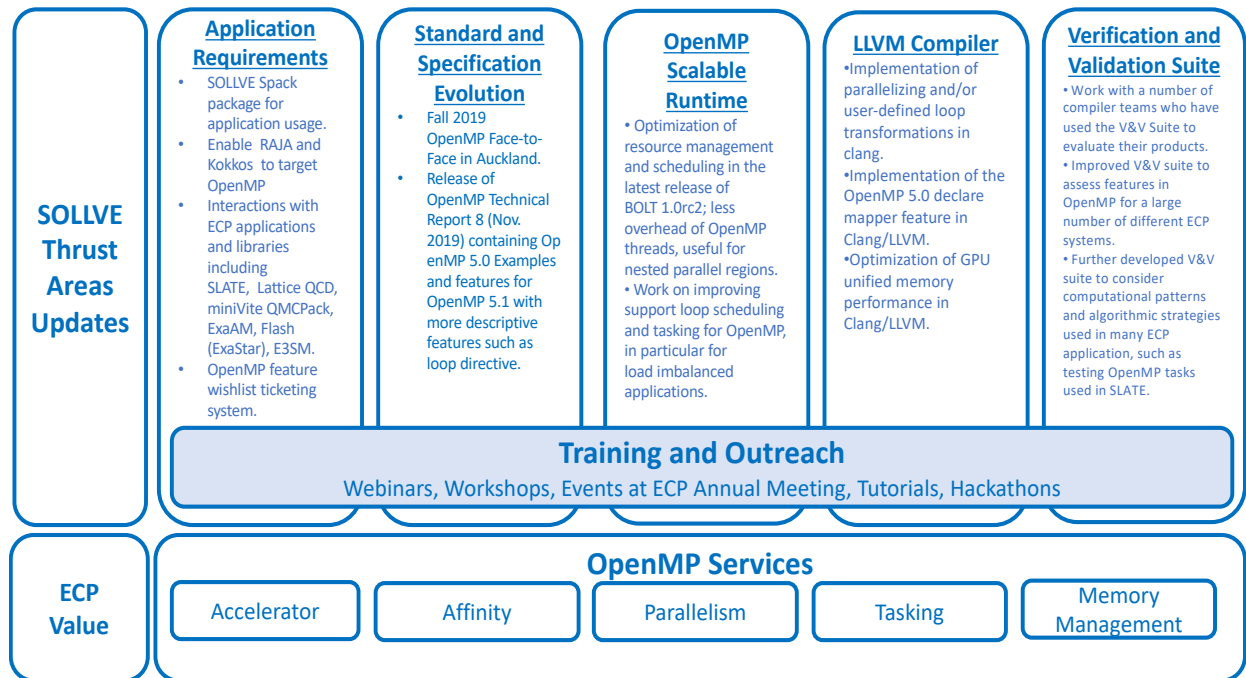 SOLLVE
Thrust
Areas
Updates
Application
Requirements
• SOLLVE Spack
package for
application usage.
• Enable RAJA and
Kokkos to target
OpenMP
• Interactions with
ECP applications
and libraries
including
SLATE, Lattice QCD,
miniVite QMCPack,
ExaAM, Flash
(ExaStar), E3SM.
• OpenMP feature
wishlist ticketing
system.
Standard and
Specification
Evolution
• Fall 2019
OpenMP Face-to-
Face in Auckland.
• Release of
OpenMP Technical
Report 8 (Nov.
2019) containing Op
enMP 5.0 Examples
and features for
OpenMP 5.1 with
more descriptive
features such as
loop directive.
OpenMP
Scalable
Runtime
• Optimization of
resource management
and scheduling in the
latest release of
BOLT 1.0rc2; less
overhead of OpenMP
threads, useful for
nested parallel regions.
• Work on improving
support loop scheduling
and tasking for OpenMP,
in particular for
load imbalanced
applications.
LLVM Compiler
•Implementation of
parallelizing and/or
user-defined loop
transformations in
clang.
•Implementation of the
OpenMP 5.0 declare
mapper feature in
Clang/LLVM.
•Optimization of GPU
unified memory
performance in
Clang/LLVM.
Verification and
Validation Suite
• Work with a number of
compiler teams who have
used the V&V Suite to
evaluate their products.
• Improved V&V suite to
assess features in
OpenMP for a large
number of different ECP
systems.
• Further developed V&V
suite to consider
computational patterns
and algorithmic strategies
used in many ECP
application, such as
testing OpenMP tasks
used in SLATE.
Training and Outreach
Webinars, Workshops, Events at ECP Annual Meeting, Tutorials, Hackathons
ECP
Value
OpenMP Services
Accelerator
Affinity
Parallelism
Tasking
Memory
Management